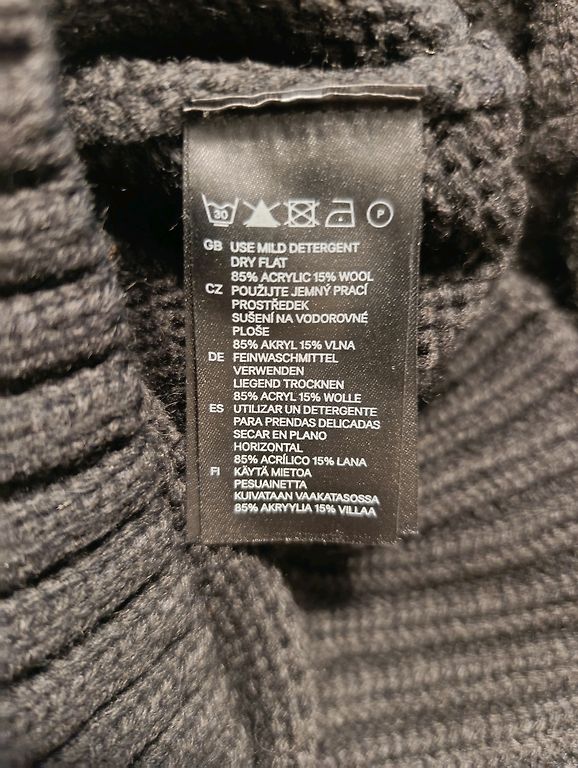 30 P
GB USE MILD DETERGENT
DRY FLAT
85% ACRYLIC 15% WOOL
CZ POUŽIJTE JEMNÝ PRACÍ
PROSTŘEDEK
SUŠENÍ NA VODOROVNÉ
PLOŠE
85% AKRYL 15% VLNA
DE FEINWASCHMITTEL
VERWENDEN
LIEGEND TROCKNEN
85% ACRYL 15% WOLLE
ES UTILIZAR UN DETERGENTE
PARA PRENDAS DELICADAS
SECAR EN PLANO
HORIZONTAL
85% ACRÍLICO 15% LANA
FI KÄYTÄ MIETOA
PESUAINETTA
KUIVATAAN VAAKATASOSSA
85% AKRYYLIA 15% VILLAA